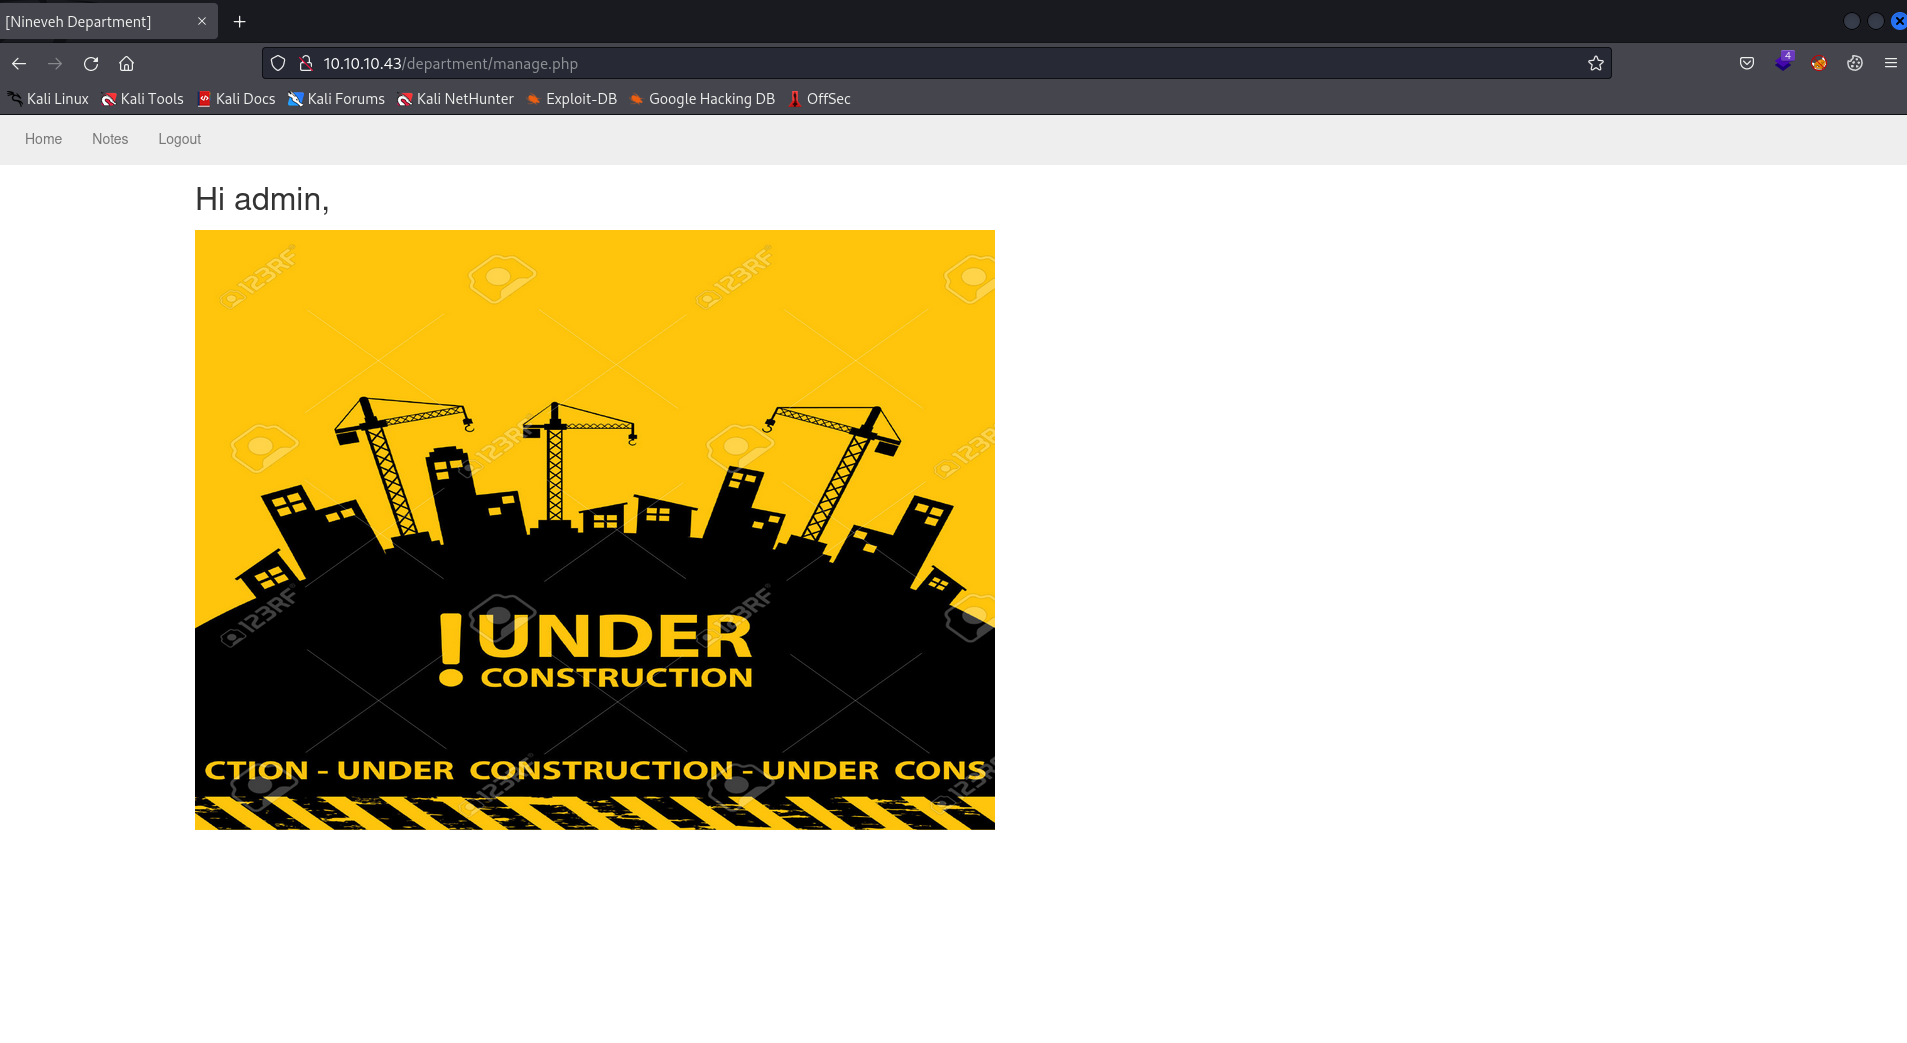 [Nineveh Department]
10.10.10.43/department/manage.php
4
Kali Linux Kali Tools Kali Docs Kali Forums Kali NetHunter Exploit-DB Google Hacking DB OffSec
Home Notes Logout
Hi admin,
123RF 123RF
123RF 123RF
! UNDER
CONSTRUCTION
123RF 123RF
CTION - UNDER CONSTRUCTION - UNDER CONS
123RF 123RF